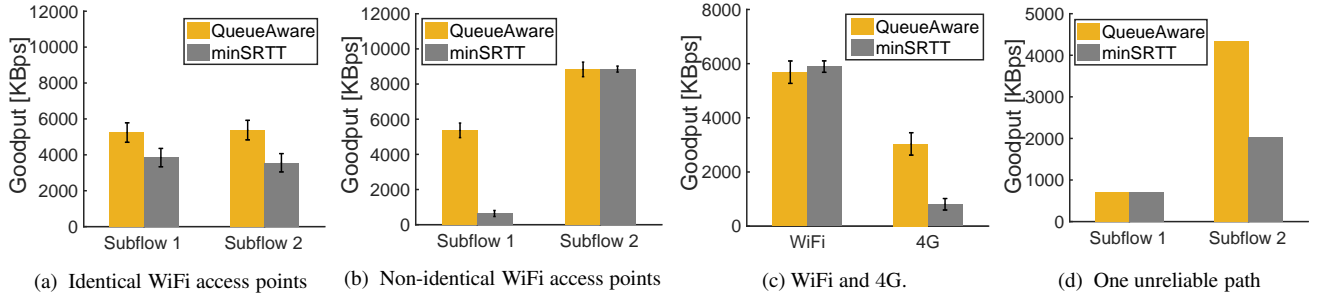 Goodput [KBps]
12000
10000
8000
6000
4000
2000
0
QueueAware
minSRTT
Subflow 1
Subflow 2
(a) Identical WiFi access points
Goodput [KBps]
12000
10000
8000
6000
4000
2000
0
QueueAware
minSRTT
Subflow 1
Subflow 2
(b) Non-identical WiFi access points
Goodput [KBps]
8000
6000
4000
2000
0
QueueAware
minSRTT
WiFi
4G
(c) WiFi and 4G.
Goodput [KBps]
5000
4000
3000
2000
1000
0
QueueAware
minSRTT
Subflow 1
Subflow 2
(d) One unreliable path